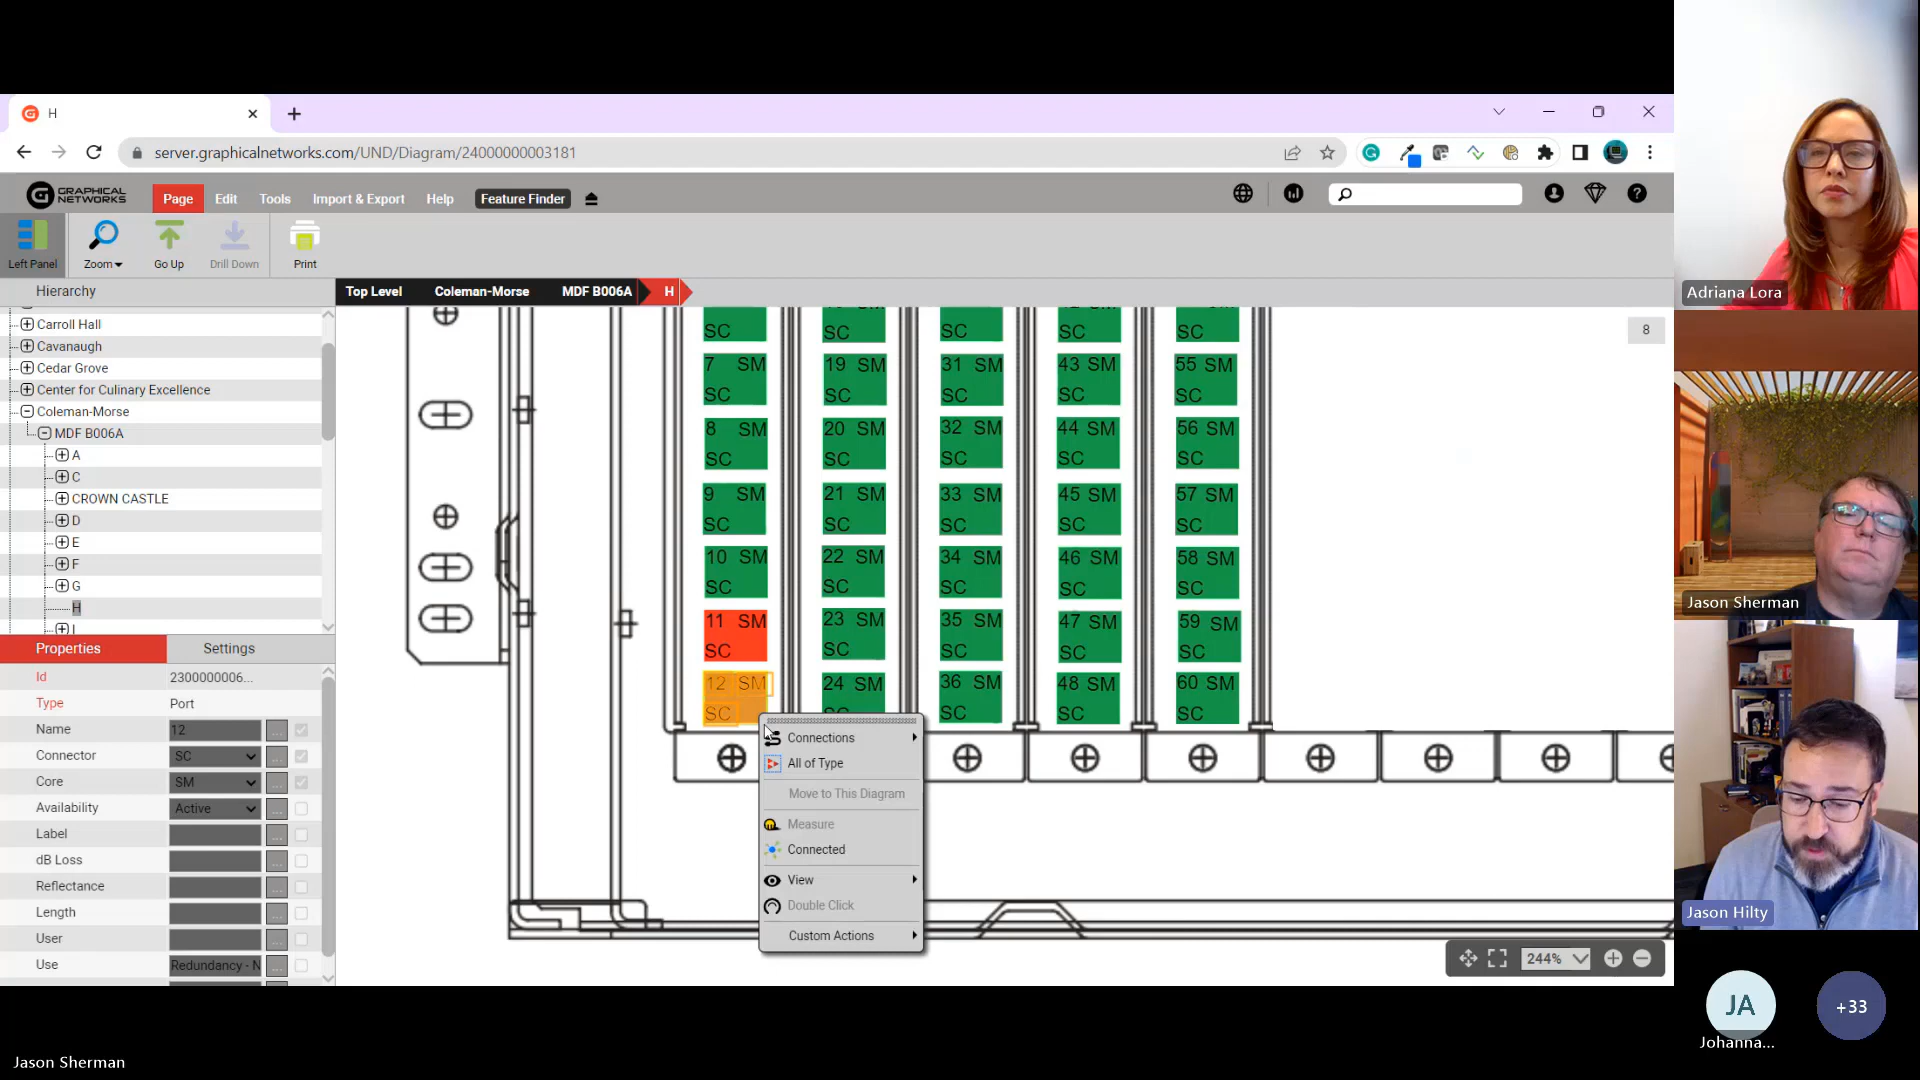 H
server.graphicalnetworks.com/UND/Diagram/24000000003181
GRAPHICAL
NETWORKS
Page
Edit
Tools
Import & Export
Help
Feature Finder
Left Panel
Zoom
Go Up
Drill Down
Print
Hierarchy
Carroll Hall
Cavanaugh
Cedar Grove
Center for Culinary Excellence
Coleman-Morse
MDF B006A
A
C
CROWN CASTLE
D
E
F
G
H
Properties
Settings
Id 2300000006...
Type Port
Name 12 ...
Connector SC ...
Core SM ...
Availability Active ...
Label ...
dB Loss ...
Reflectance ...
Length ...
User ...
Use Redundancy - N ...
Top Level
Coleman-Morse
MDF B006A
H
8
SC SC SC SC SC
7 SM 19 SM 31 SM 43 SM 55 SM
SC SC SC SC SC
8 SM 20 SM 32 SM 44 SM 56 SM
SC SC SC SC SC
9 SM 21 SM 33 SM 45 SM 57 SM
SC SC SC SC SC
10 SM 22 SM 34 SM 46 SM 58 SM
SC SC SC SC SC
11 SM 23 SM 35 SM 47 SM 59 SM
SC SC SC SC SC
12 SM 24 SM 36 SM 48 SM 60 SM
SC SC SC SC SC
Connections
All of Type
Move to This Diagram
Measure
Connected
View
Double Click
Custom Actions
244%
Adriana Lora
Jason Sherman
Jason Hilty
JA
Johanna...
+33
Jason Sherman